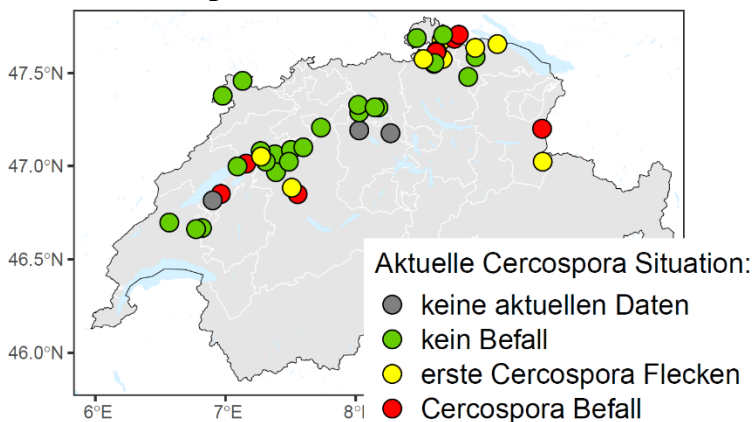 47.5°N
47.0°N
46.5°N
46.0°N
6°E
7°E
Aktuelle Cercospora Situation:
keine aktuellen Daten
kein Befall
erste Cercospora Flecken
Cercospora Befall